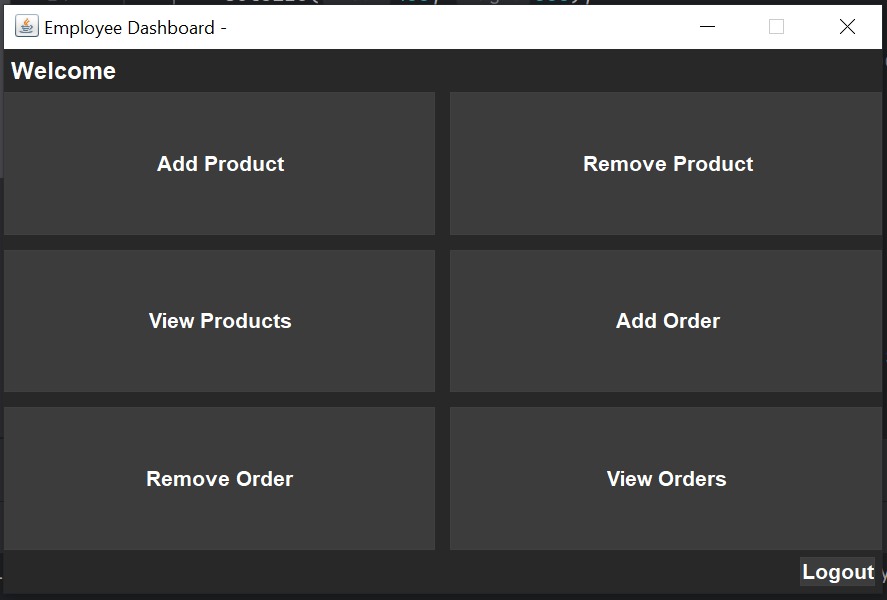 Employee Dashboard -
Welcome
Add Product
Remove Product
View Products
Add Order
Remove Order
View Orders
Logout